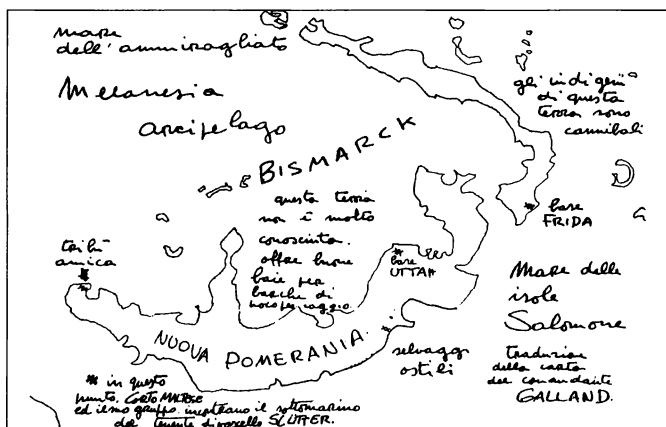 mare
dell'ammiragliato
Melanesia
arcipelago
BISMARCK
gli indigeni
di questa
terra sono
cannibali
questa terra
non è molto
conosciuta.
offre buone
baie per
barche di
poco pescaggio.
base
FRIDA
tribù
amica
base
UTTAH
Mare delle
isole
Salomone
NUOVA POMERANIA.
selvaggi
ostili
traduzione
della carta
del comandante
GALLAND.
* in questo
punto, CORTO MALTESE
ed il suo gruppo. incontrano il sottomarino
del tenente di vascello SLUTTER.